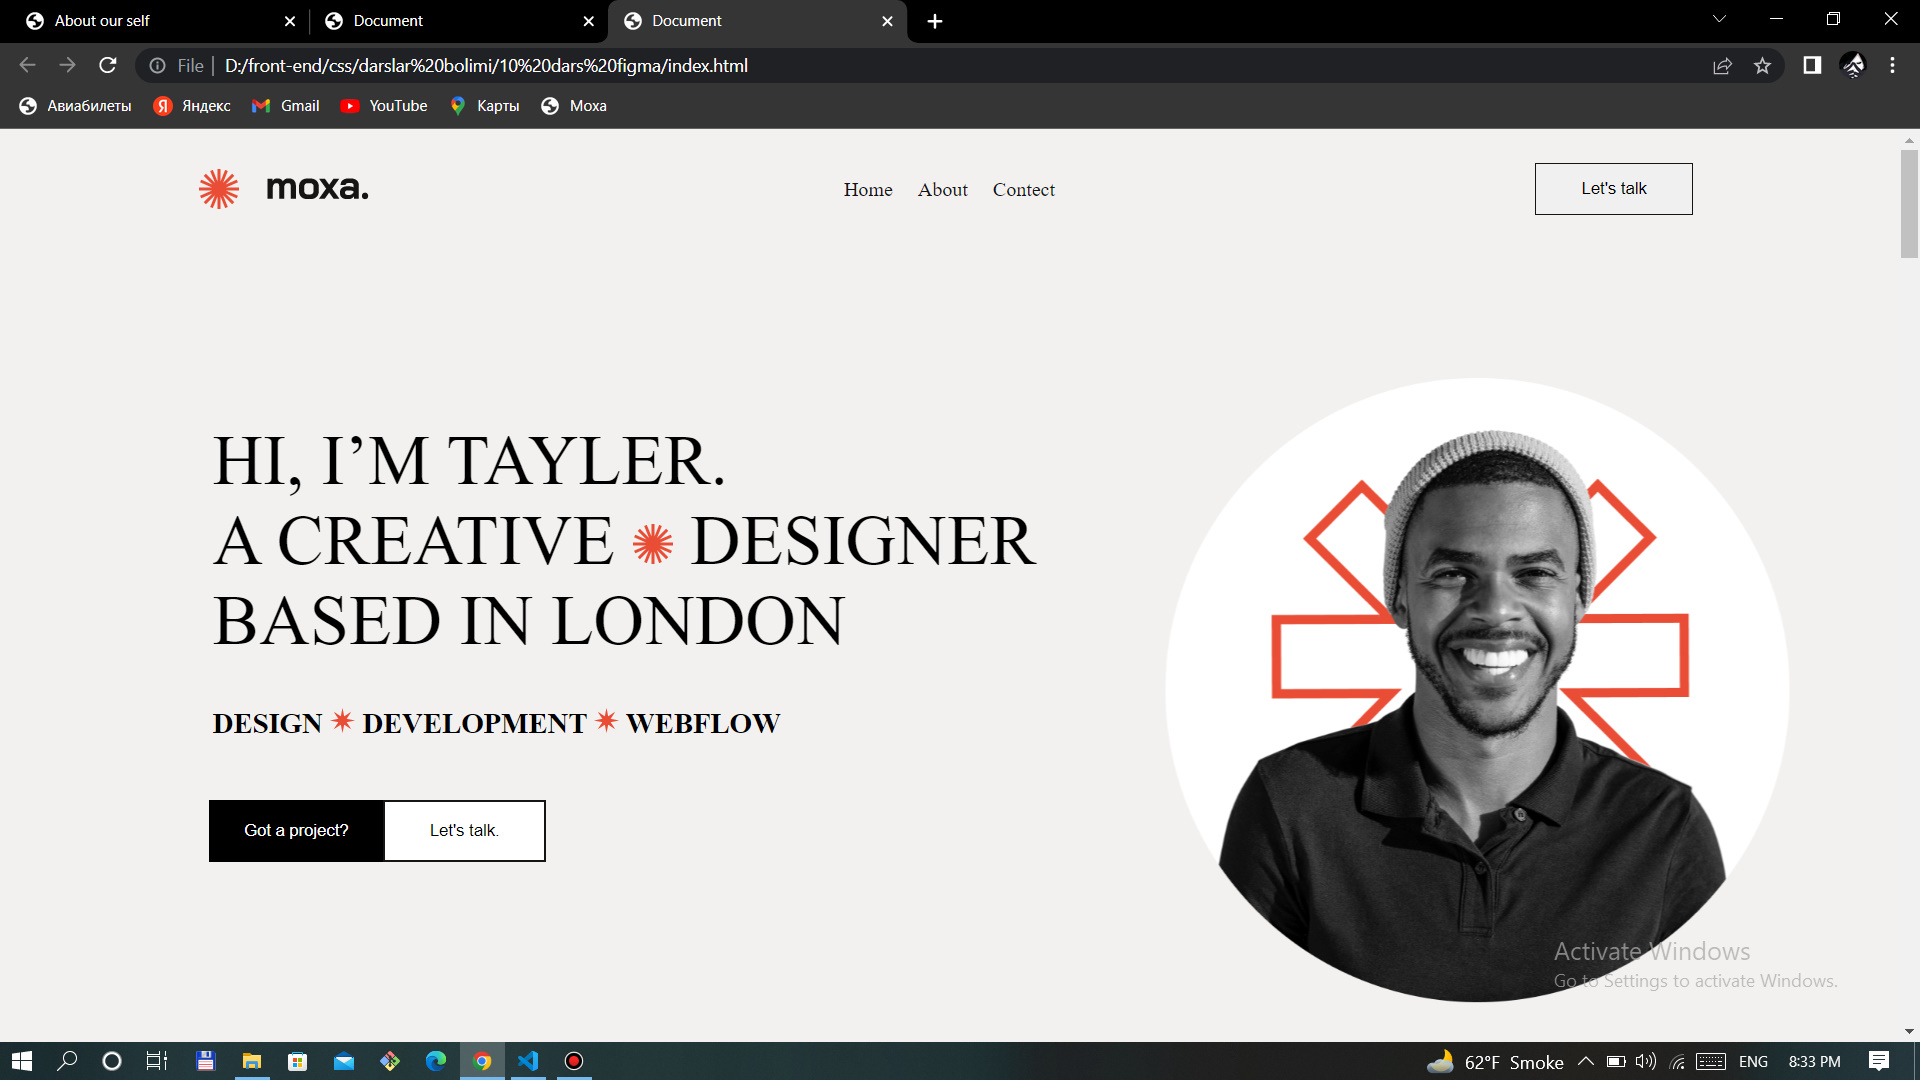 About our self
Document
Document
File
D:/front-end/css/darslar%20bolimi/10%20dars%20figma/index.html
Авиабилеты
Яндекс
Gmail
YouTube
Карты
Moxa
moxa.
Home
About
Contect
Let's talk
HI, I’M TAYLER.
A CREATIVE DESIGNER
BASED IN LONDON
DESIGN DEVELOPMENT WEBFLOW
Got a project?
Let's talk.
Activate Windows
Go to Settings to activate Windows.
62°F Smoke
ENG
8:33 PM